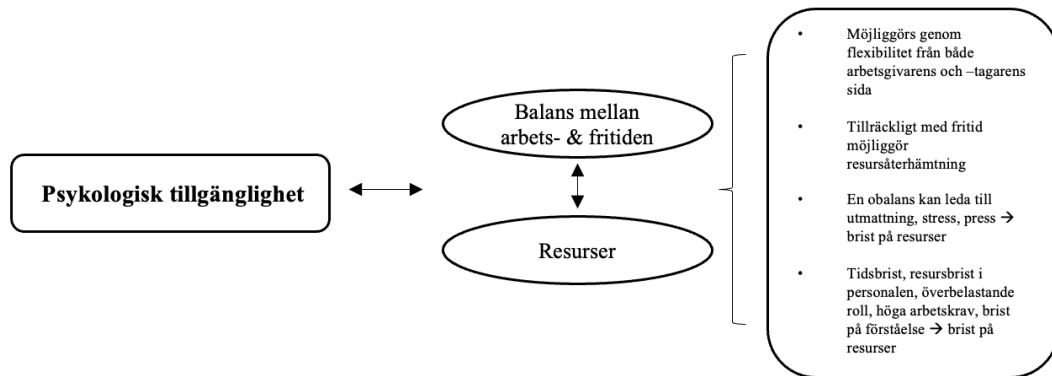 Psykologisk tillgänglighet
Balans mellan
arbets- & fritiden
Resurser
• Möjliggörs genom
flexibilitet från både
arbetsgivarens och –tagarens
sida
• Tillräckligt med fritid
möjliggör
resursåterhämtning
• En obalans kan leda till
utmattning, stress, press →
brist på resurser
• Tidsbrist, resursbrist i
personalen, överbelastande
roll, höga arbetskrav, brist
på förståelse → brist på
resurser